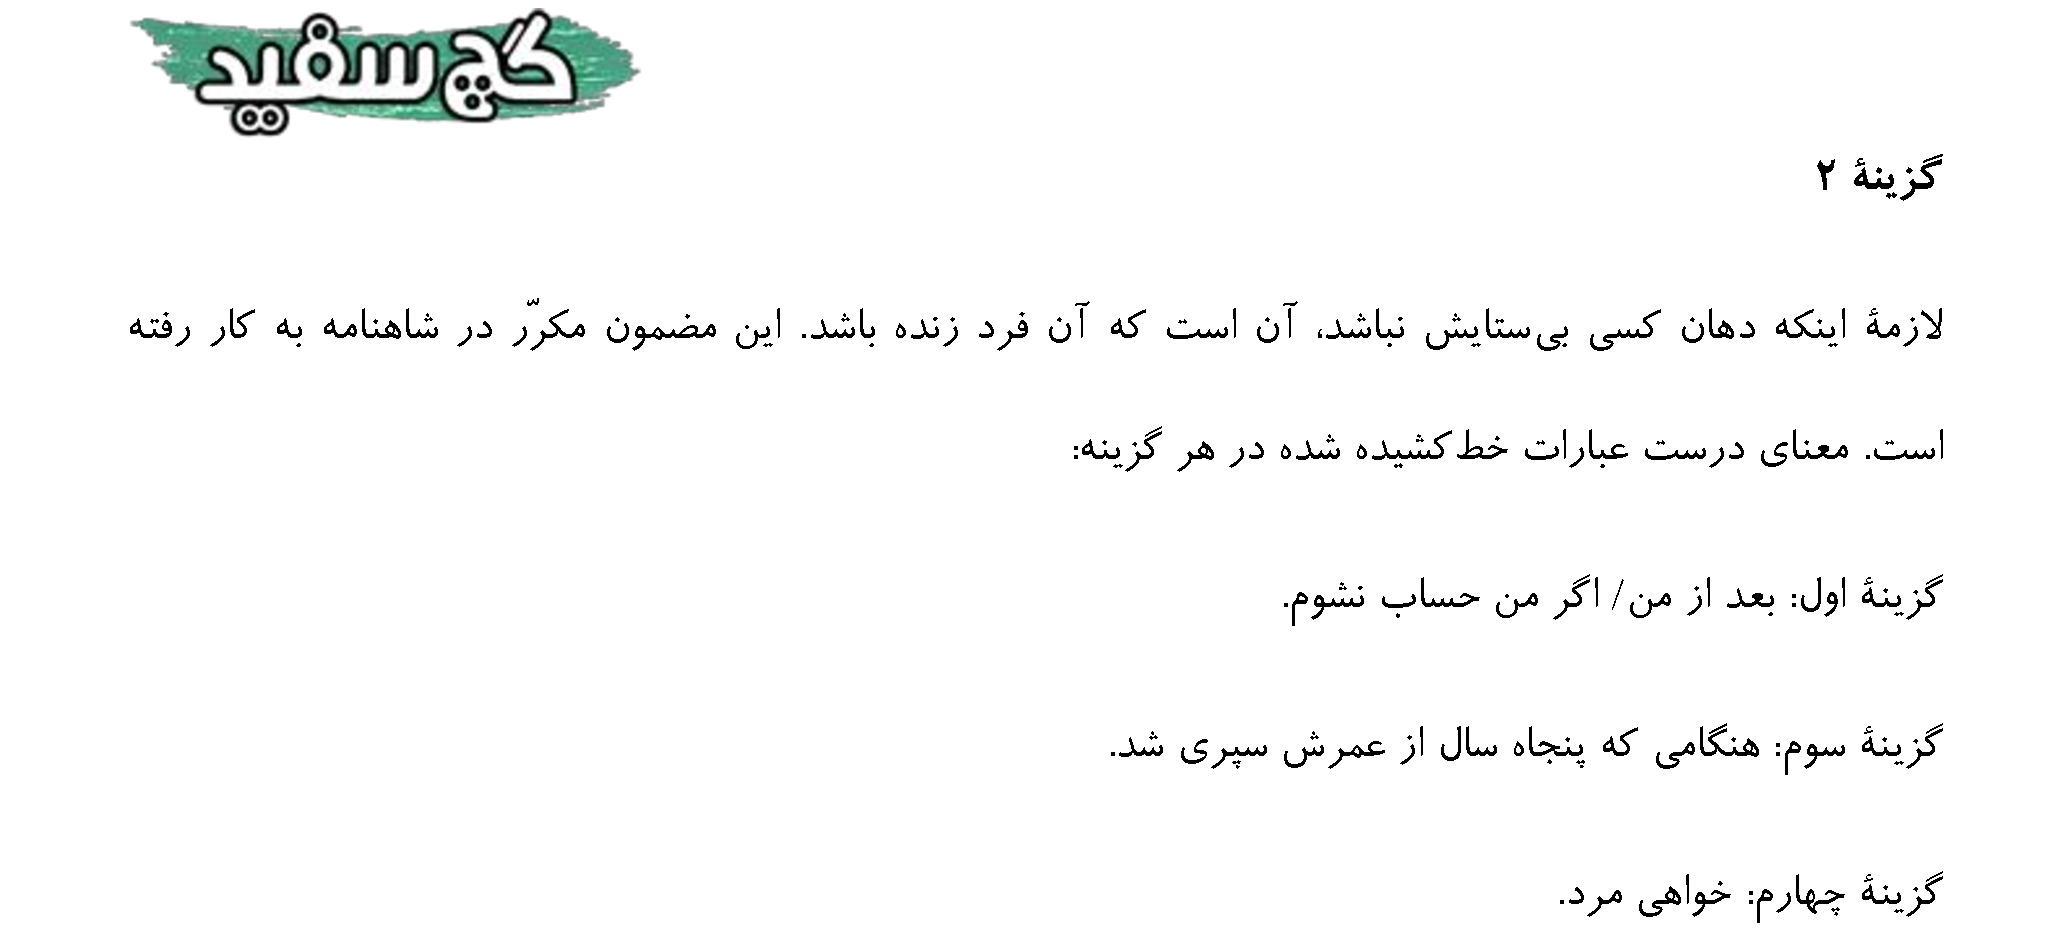 گچ سفید
گزینهٔ ۲
لازمهٔ اینکه دهان کسی بی‌ستایش نباشد، آن است که آن فرد زنده باشد. این مضمون مکرّر در شاهنامه به کار رفته
است. معنای درست عبارات خط‌کشیده شده در هر گزینه:
گزینهٔ اول: بعد از من/ اگر من حساب نشوم.
گزینهٔ سوم: هنگامی که پنجاه سال از عمرش سپری شد.
گزینهٔ چهارم: خواهی مرد.